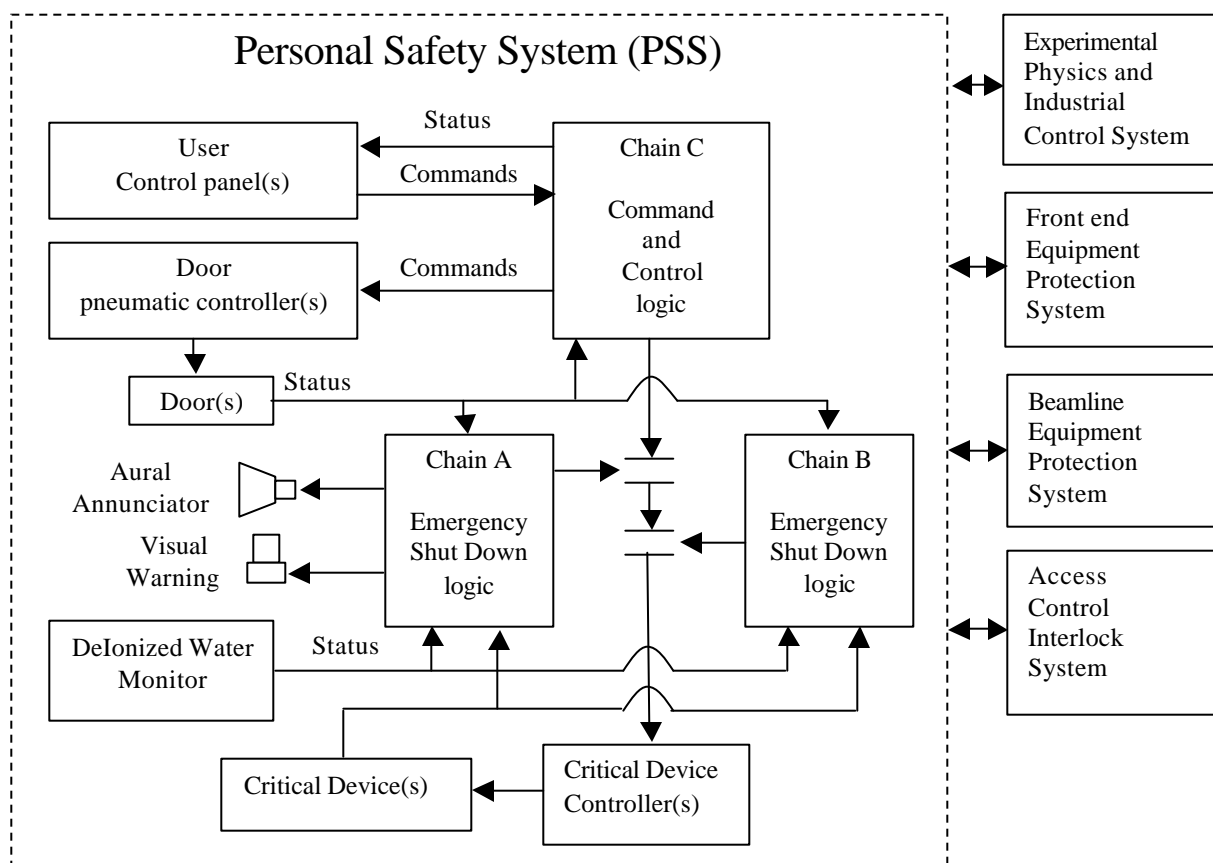 Personal Safety System (PSS)
User
Control panel(s)
Status
Commands
Chain C
Command
and
Control
logic
Door
pneumatic controller(s)
Commands
Door(s)
Status
Aural
Annunciator
Visual
Warning
Chain A
Emergency
Shut Down
logic
Chain B
Emergency
Shut Down
logic
DeIonized Water
Monitor
Status
Critical Device(s)
Critical Device
Controller(s)
Experimental
Physics and
Industrial
Control System
Front end
Equipment
Protection
System
Beamline
Equipment
Protection
System
Access
Control
Interlock
System